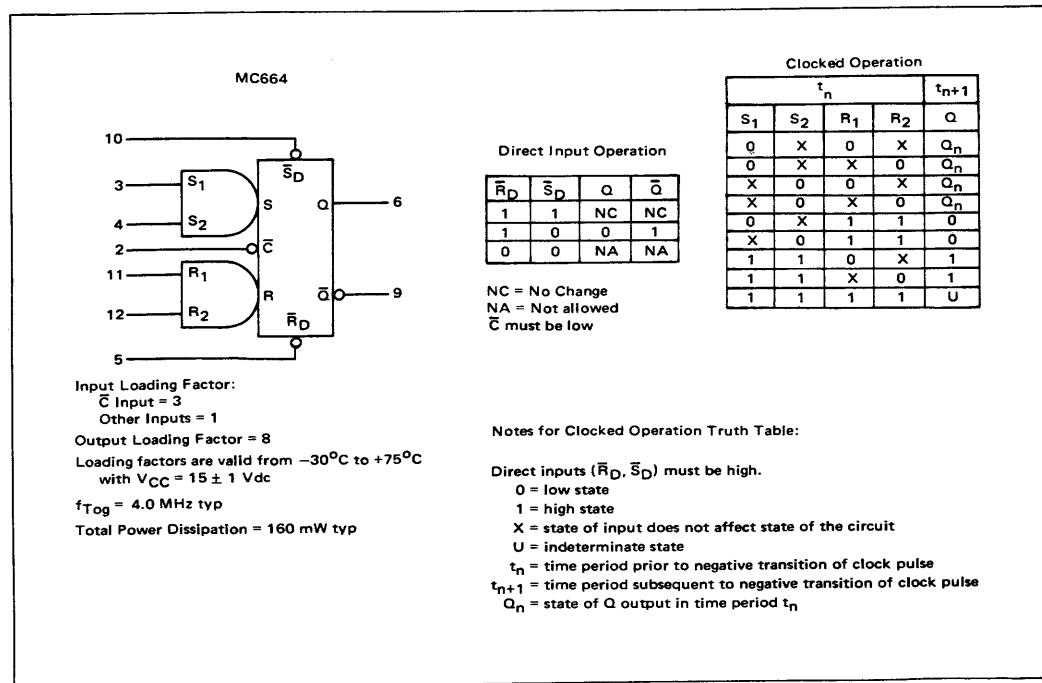 MC664
10
3
4
2
11
12
5
6
9
S̅D
S1
S2
S
Q
C̅
R1
R2
R
Q̅
R̅D
Input Loading Factor:
C̅ Input = 3
Other Inputs = 1
Output Loading Factor = 8
Loading factors are valid from −30°C to +75°C
with VCC = 15 ± 1 Vdc
fTog = 4.0 MHz typ
Total Power Dissipation = 160 mW typ
Direct Input Operation
R̅D S̅D Q Q̅
1 1 NC NC
1 0 0 1
0 0 NA NA
NC = No Change
NA = Not allowed
C̅ must be low
Clocked Operation
tn tn+1
S1 S2 R1 R2 Q
0 X 0 X Qn
0 X X 0 Qn
X 0 0 X Qn
X 0 X 0 Qn
0 X 1 1 0
X 0 1 1 0
1 1 0 X 1
1 1 X 0 1
1 1 1 1 U
Notes for Clocked Operation Truth Table:
Direct inputs (R̅D, S̅D) must be high.
0 = low state
1 = high state
X = state of input does not affect state of the circuit
U = indeterminate state
tn = time period prior to negative transition of clock pulse
tn+1 = time period subsequent to negative transition of clock pulse
Qn = state of Q output in time period tn